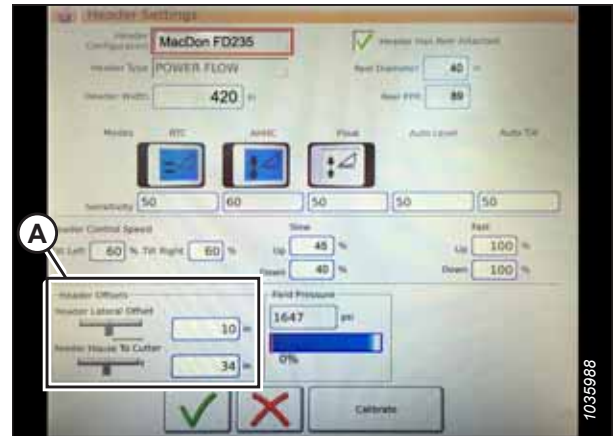 Header Settings
Header Configuration MacDon FD235 Header Has Reel Attached
Header Type POWER FLOW Reel Diameter 40 in
Header Width 420 in Reel PPR 89
Modes RTC AHHC Float Auto Level Auto Tilt
Sensitivity 50 60 50 50 50
Header Control Speed Slow Fast
A
Tilt Left 60 % Tilt Right 60 % Up 45 % Up 100 %
Down 40 % Down 100 %
Header Offsets Field Pressure
Header Lateral Offset
10 in 1647 psi
Feeder House To Cutter
34 in 0%
Calibrate
1035988